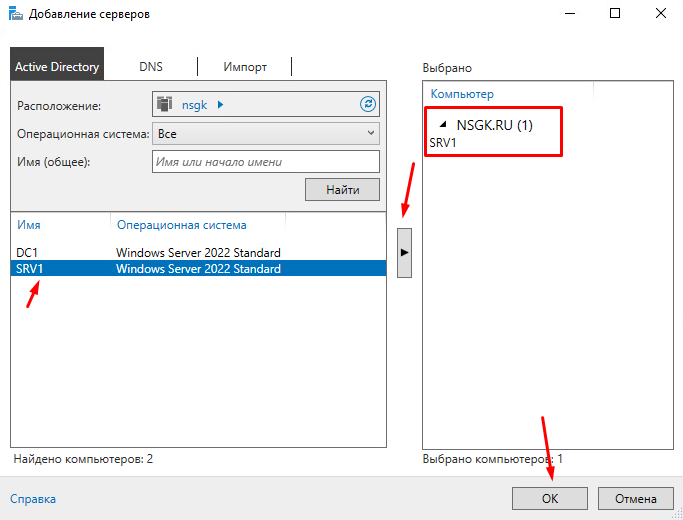 Добавление серверов
Active Directory
DNS
Импорт
Расположение:
nsgk
Операционная система:
Все
Имя (общее):
Имя или начало имени
Найти
Имя
Операционная система
DC1
Windows Server 2022 Standard
SRV1
Windows Server 2022 Standard
Найдено компьютеров: 2
Выбрано
Компьютер
NSGK.RU (1)
SRV1
Выбрано компьютеров: 1
Справка
ОК
Отмена